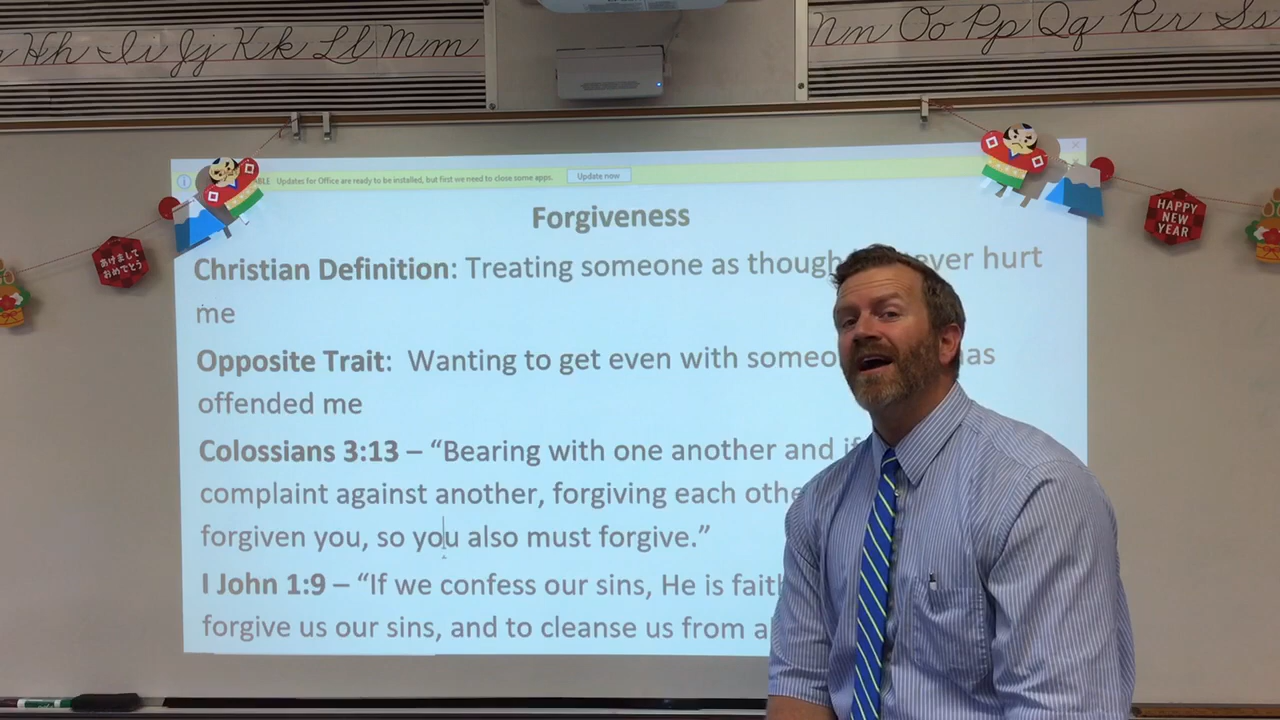 Hh Ii Jj Kk Ll Mm
Nn Oo Pp Qq Rr Ss
Updates for Office are ready to be installed, but first we need to close some apps. Update now
Forgiveness
Christian Definition: Treating someone as though hurt
me
Opposite Trait: Wanting to get even with has
offended me
Colossians 3:13 – “Bearing with one another and
complaint against another, forgiving each
forgiven you, so you also must forgive.”
I John 1:9 – “If we confess our sins, He is
forgive us our sins, and to cleanse us from
あけまして
おめでとう
HAPPY
NEW
YEAR